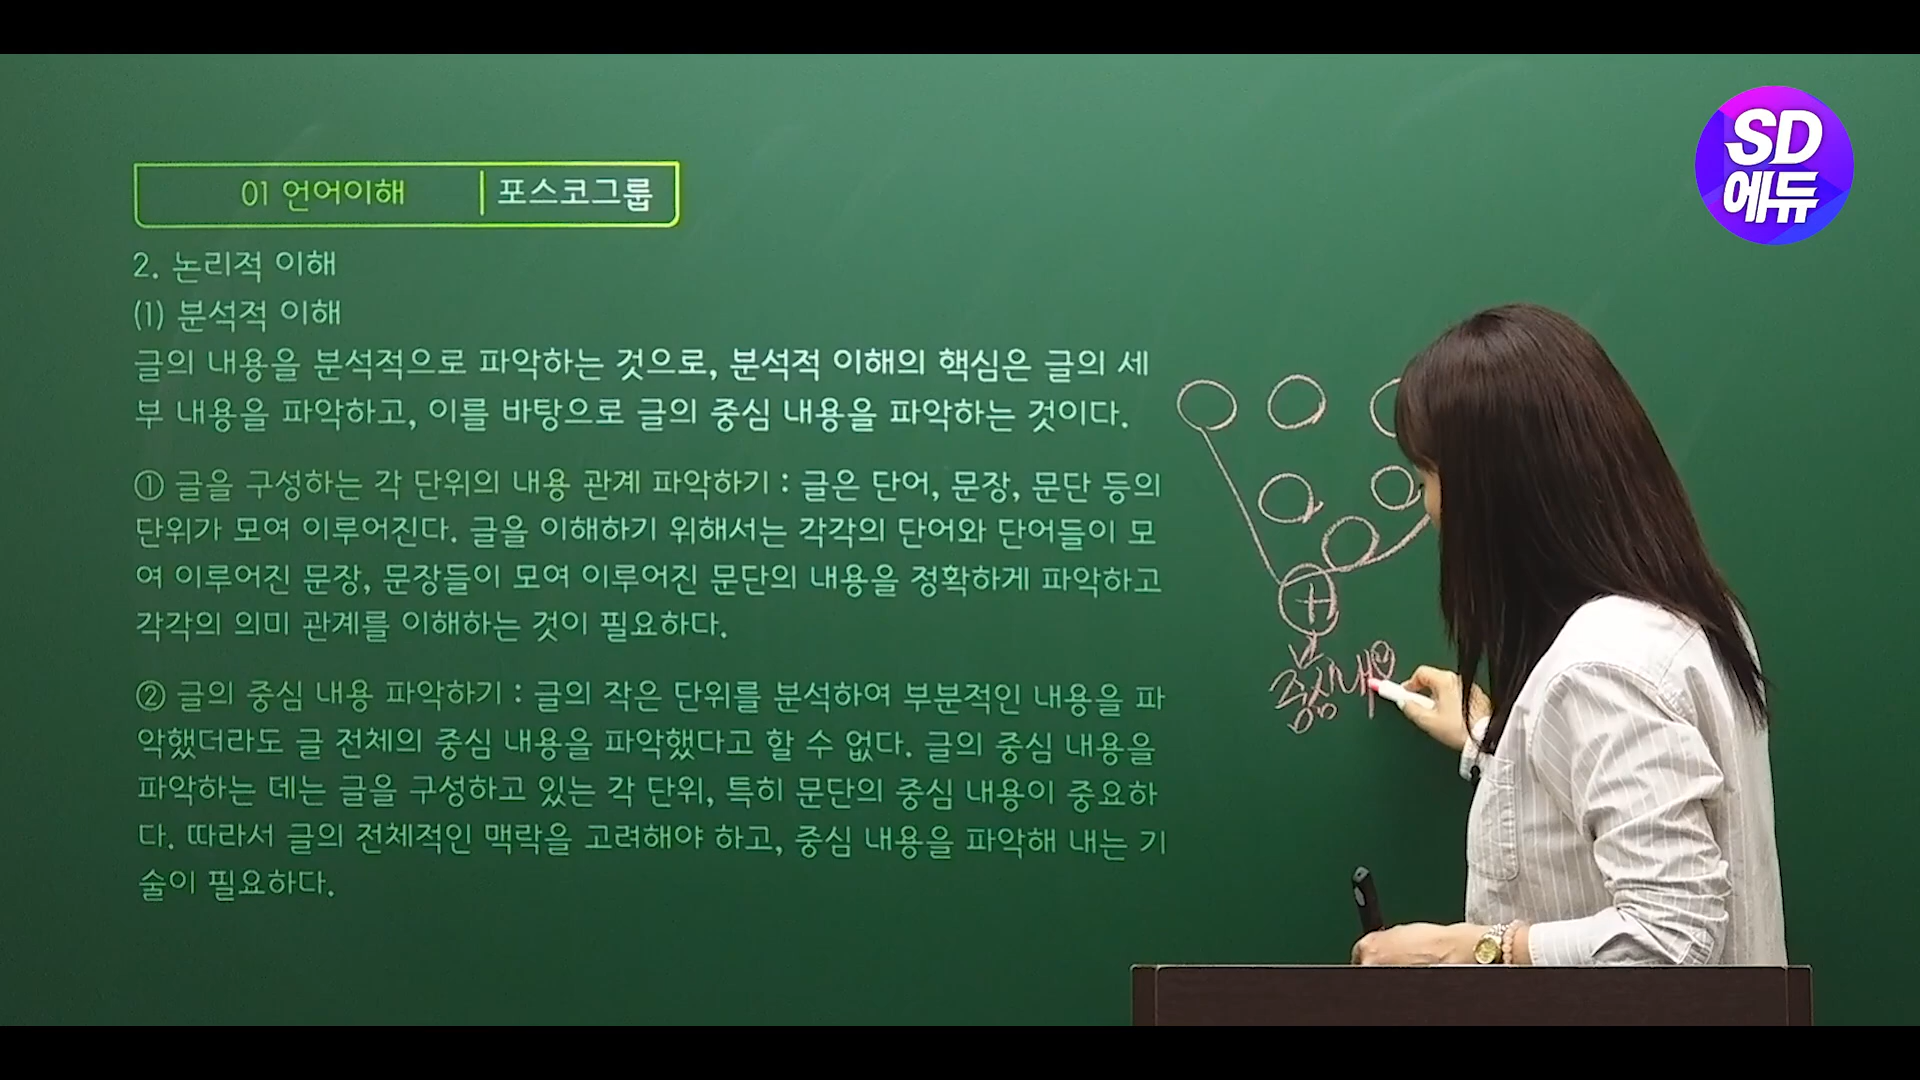 SD
에듀
01 언어이해 포스코그룹
2. 논리적 이해
(1) 분석적 이해
글의 내용을 분석적으로 파악하는 것으로, 분석적 이해의 핵심은 글의 세
부 내용을 파악하고, 이를 바탕으로 글의 중심 내용을 파악하는 것이다.
① 글을 구성하는 각 단위의 내용 관계 파악하기 : 글은 단어, 문장, 문단 등의
단위가 모여 이루어진다. 글을 이해하기 위해서는 각각의 단어와 단어들이 모
여 이루어진 문장, 문장들이 모여 이루어진 문단의 내용을 정확하게 파악하고
각각의 의미 관계를 이해하는 것이 필요하다.
② 글의 중심 내용 파악하기 : 글의 작은 단위를 분석하여 부분적인 내용을 파
악했더라도 글 전체의 중심 내용을 파악했다고 할 수 없다. 글의 중심 내용을
파악하는 데는 글을 구성하고 있는 각 단위, 특히 문단의 중심 내용이 중요하
다. 따라서 글의 전체적인 맥락을 고려해야 하고, 중심 내용을 파악해 내는 기
술이 필요하다.
중심내